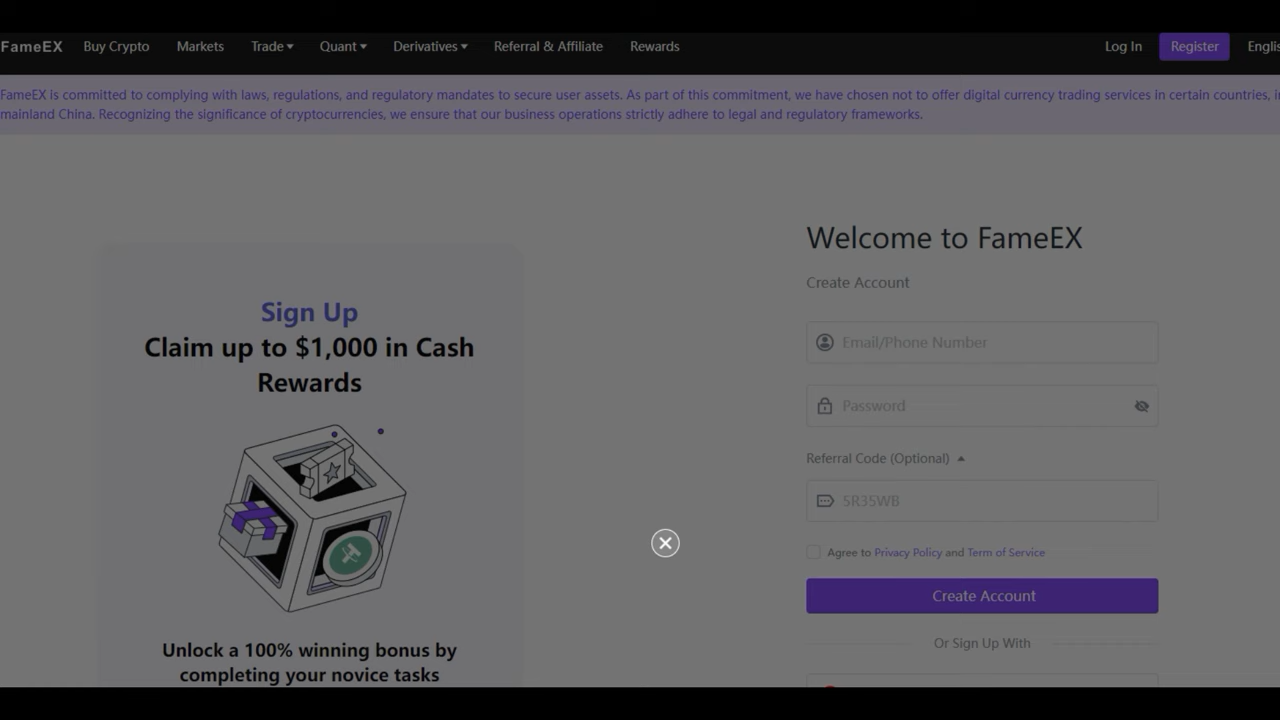 FameEX Buy Crypto Markets Trade Quant Derivatives Referral & Affiliate Rewards Log In Register
FameEX is committed to complying with laws, regulations, and regulatory mandates to secure user assets. As part of this commitment, we have chosen not to offer digital currency trading services in certain countries,
mainland China. Recognizing the significance of cryptocurrencies, we ensure that our business operations strictly adhere to legal and regulatory frameworks.
Welcome to FameEX
Create Account
Email/Phone Number
Password
Referral Code (Optional)
5R35WB
Agree to Privacy Policy and Term of Service
Create Account
Or Sign Up With
Sign Up
Claim up to $1,000 in Cash
Rewards
Unlock a 100% winning bonus by
completing your novice tasks